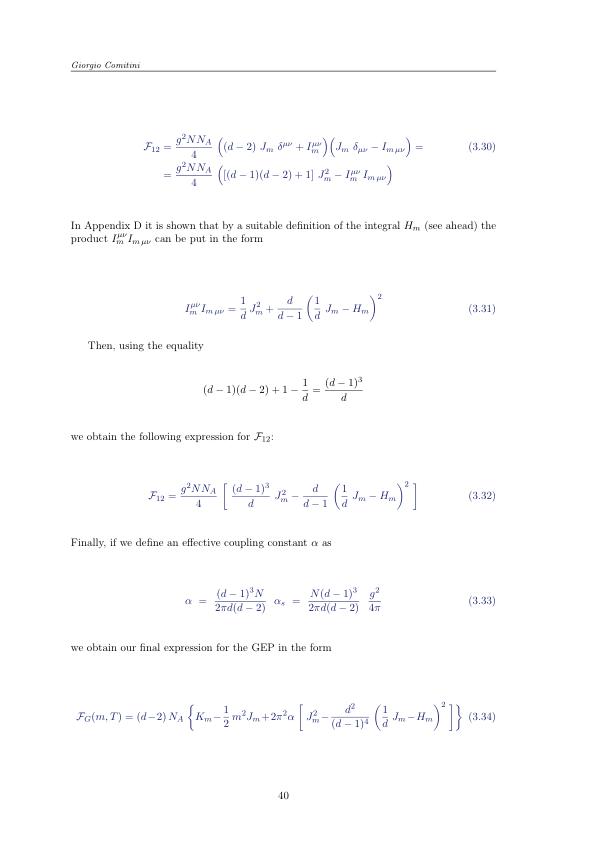 Giorgio Comitini
$\mathcal{F}_{12} = \frac{g^2 N N_A}{4} \left( (d-2)\ J_m\ \delta^{\mu\nu} + I_m^{\mu\nu} \right) \left( J_m\ \delta_{\mu\nu} - I_{m\,\mu\nu} \right) =$ (3.30)
$= \frac{g^2 N N_A}{4} \left( [(d-1)(d-2)+1]\ J_m^2 - I_m^{\mu\nu} I_{m\,\mu\nu} \right)$
In Appendix D it is shown that by a suitable definition of the integral $H_m$ (see ahead) the
product $I_m^{\mu\nu} I_{m\,\mu\nu}$ can be put in the form
$I_m^{\mu\nu} I_{m\,\mu\nu} = \frac{1}{d} J_m^2 + \frac{d}{d-1} \left( \frac{1}{d}\ J_m - H_m \right)^2$ (3.31)
Then, using the equality
$(d-1)(d-2) + 1 - \frac{1}{d} = \frac{(d-1)^3}{d}$
we obtain the following expression for $\mathcal{F}_{12}$:
$\mathcal{F}_{12} = \frac{g^2 N N_A}{4} \left[ \frac{(d-1)^3}{d}\ J_m^2 - \frac{d}{d-1} \left( \frac{1}{d}\ J_m - H_m \right)^2 \right]$ (3.32)
Finally, if we define an effective coupling constant $\alpha$ as
$\alpha = \frac{(d-1)^3 N}{2\pi d(d-2)}\ \alpha_s = \frac{N(d-1)^3}{2\pi d(d-2)}\ \frac{g^2}{4\pi}$ (3.33)
we obtain our final expression for the GEP in the form
$\mathcal{F}_G(m,T) = (d-2)\,N_A \left\{ K_m - \frac{1}{2}\,m^2 J_m + 2\pi^2\alpha \left[ J_m^2 - \frac{d^2}{(d-1)^4} \left( \frac{1}{d}\ J_m - H_m \right)^2 \right] \right\}$ (3.34)
40